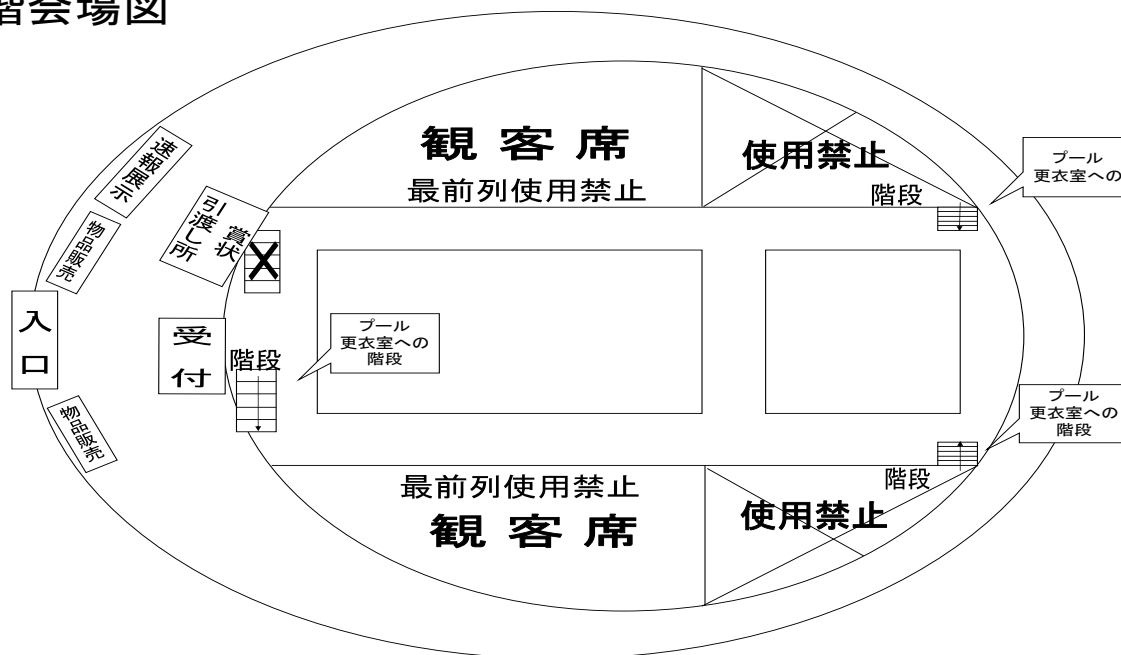 階会場図
観客席
最前列使用禁止
使用禁止
階段
プール
更衣室への
速報展示
物品販売
賞状
引渡し所
入口
受付
階段
プール
更衣室への
階段
物品販売
プール
更衣室への
階段
階段
最前列使用禁止
観客席
使用禁止